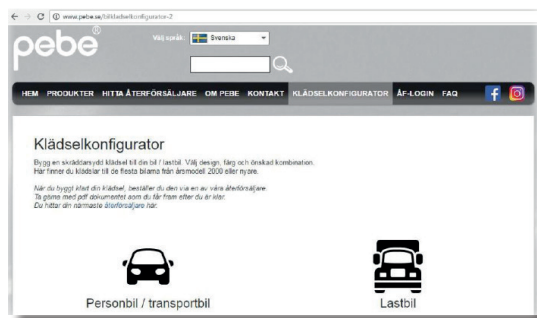 www.pebe.se/bilkladselkonfigurator-2
pebe®
Välj språk: Svenska
HEM PRODUKTER HITTA ÅTERFÖRSÄLJARE OM PEBE KONTAKT KLÄDSELKONFIGURATOR ÅF-LOGIN FAQ
Klädselkonfigurator
Bygg en skräddarsydd klädsel till din bil / lastbil. Välj design, färg och önskad kombination.
Här finner du klädslar till de flesta bilarna från årsmodell 2000 eller nyare.
När du byggt klart din klädsel, beställer du den via en av våra återförsäljare.
Ta gärna med pdf dokumentet som du får fram efter du är klar.
Du hittar din närmaste återförsäljare här.
Personbil / transportbil
Lastbil